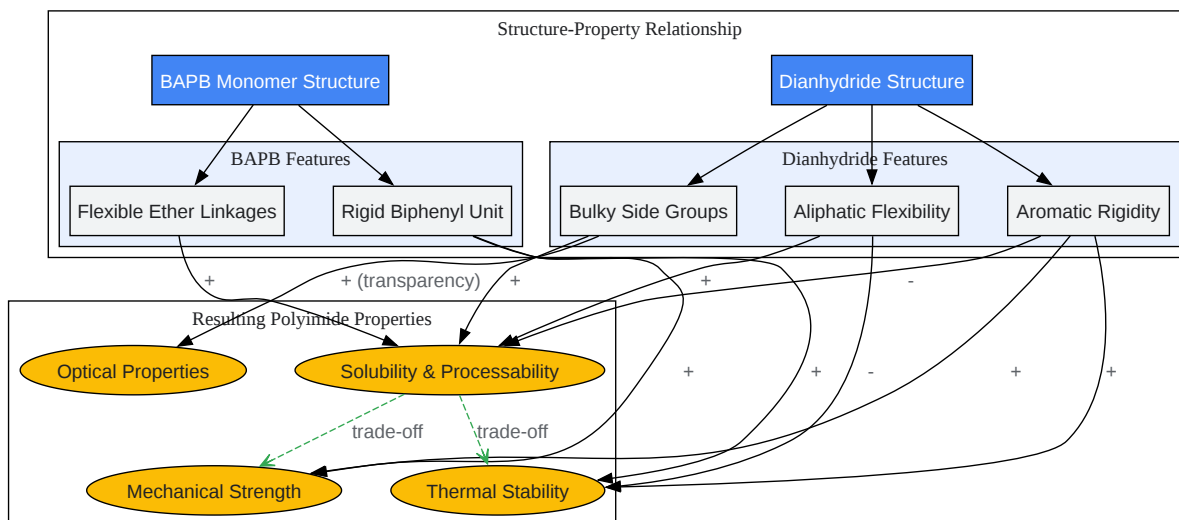 Structure-Property Relationship
BAPB Monomer Structure
Dianhydride Structure
BAPB Features
Dianhydride Features
Flexible Ether Linkages
Rigid Biphenyl Unit
Bulky Side Groups
Aliphatic Flexibility
Aromatic Rigidity
+
+ (transparency)
+
+
-
Resulting Polyimide Properties
Optical Properties
Solubility & Processability
+
+
-
+
+
trade-off
trade-off
Mechanical Strength
Thermal Stability